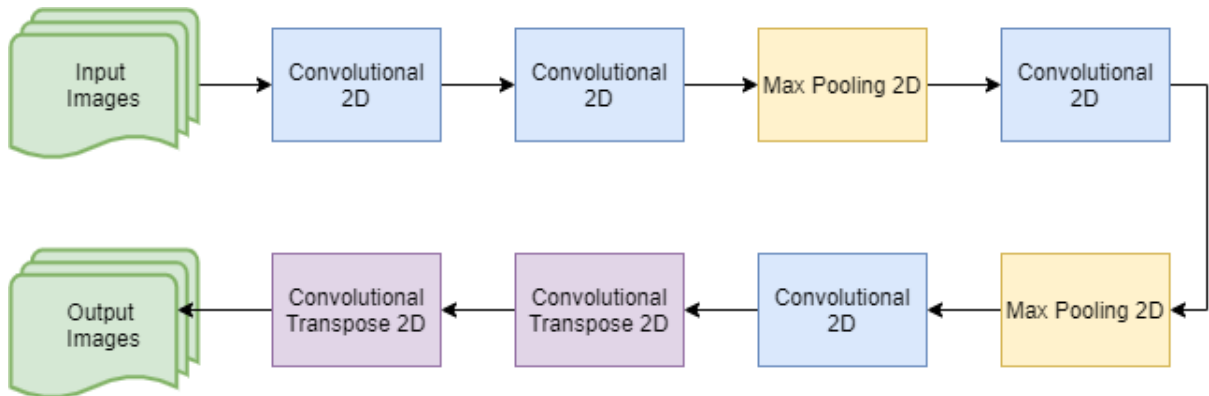 Input
Images
Convolutional
2D
Convolutional
2D
Max Pooling 2D
Convolutional
2D
Output
Images
Convolutional
Transpose 2D
Convolutional
Transpose 2D
Convolutional
2D
Max Pooling 2D